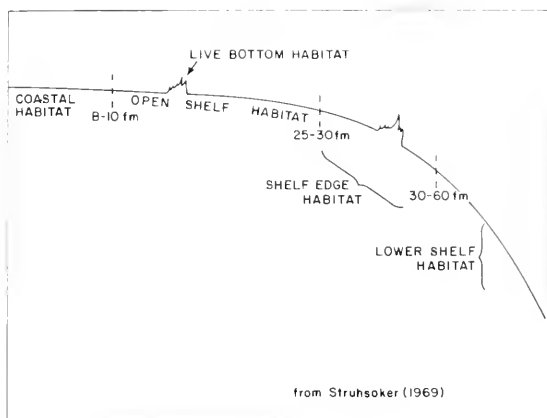 LIVE BOTTOM HABITAT
COASTAL
HABITAT
8-10 fm
OPEN SHELF HABITAT
25-30 fm
SHELF EDGE
HABITAT
30-60 fm
LOWER SHELF
HABITAT
from Struhsoker (1969)